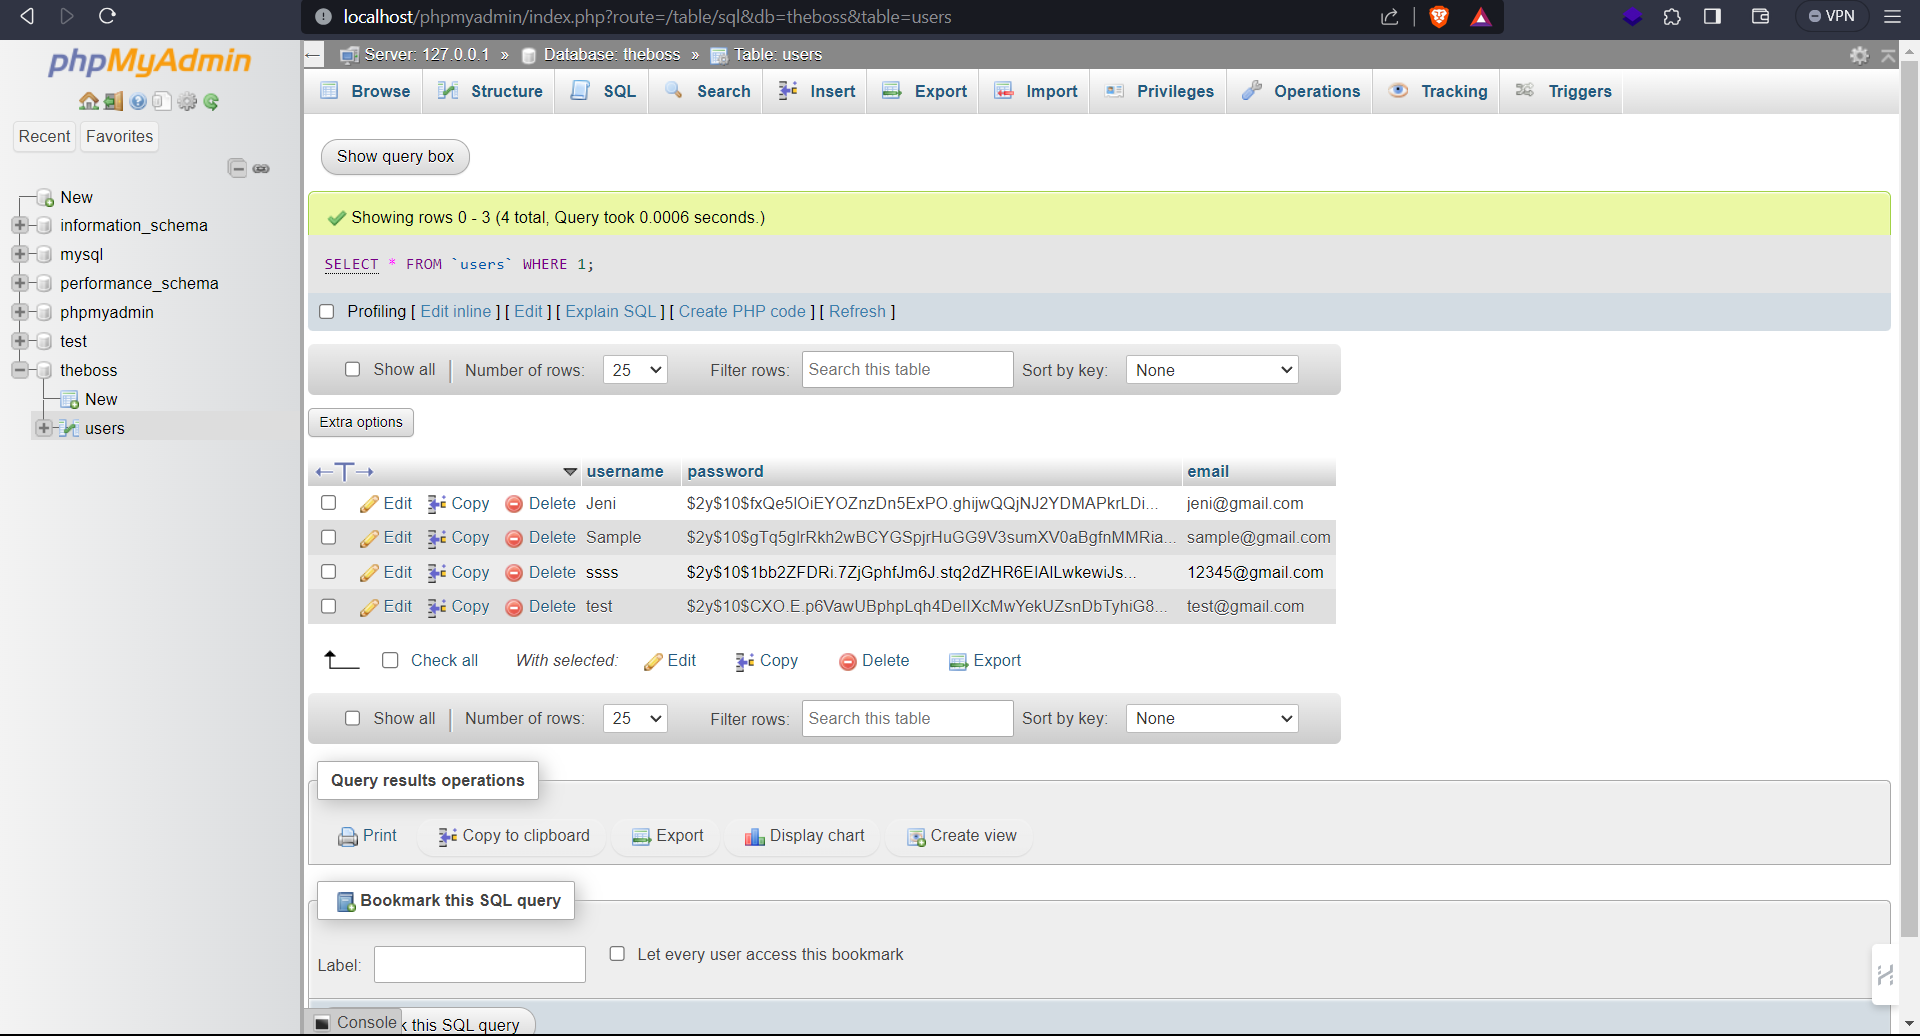 localhost/phpmyadmin/index.php?route=/table/sql&db=theboss&table=users
VPN
phpMyAdmin
Recent Favorites
New
information_schema
mysql
performance_schema
phpmyadmin
test
theboss
New
users
Server: 127.0.0.1 » Database: theboss » Table: users
Browse Structure SQL Search Insert Export Import Privileges Operations Tracking Triggers
Show query box
Showing rows 0 - 3 (4 total, Query took 0.0006 seconds.)
SELECT * FROM `users` WHERE 1;
Profiling [ Edit inline ] [ Edit ] [ Explain SQL ] [ Create PHP code ] [ Refresh ]
Show all Number of rows: 25 Filter rows: Search this table Sort by key: None
Extra options
username password email
Edit Copy Delete Jeni $2y$10$fxQe5lOiEYOZnzDn5ExPO.ghijwQQjNJ2YDMAPkrLDi... jeni@gmail.com
Edit Copy Delete Sample $2y$10$gTq5glrRkh2wBCYGSpjrHuGG9V3sumXV0aBgfnMMRia... sample@gmail.com
Edit Copy Delete ssss $2y$10$1bb2ZFDRi.7ZjGphfJm6J.stq2dZHR6EIAlLwkewiJs... 12345@gmail.com
Edit Copy Delete test $2y$10$CXO.E.p6VawUBphpLqh4DeIIXcMwYekUZsnDbTyhiG8... test@gmail.com
Check all With selected: Edit Copy Delete Export
Show all Number of rows: 25 Filter rows: Search this table Sort by key: None
Query results operations
Print Copy to clipboard Export Display chart Create view
Bookmark this SQL query
Label: Let every user access this bookmark
Console k this SQL query